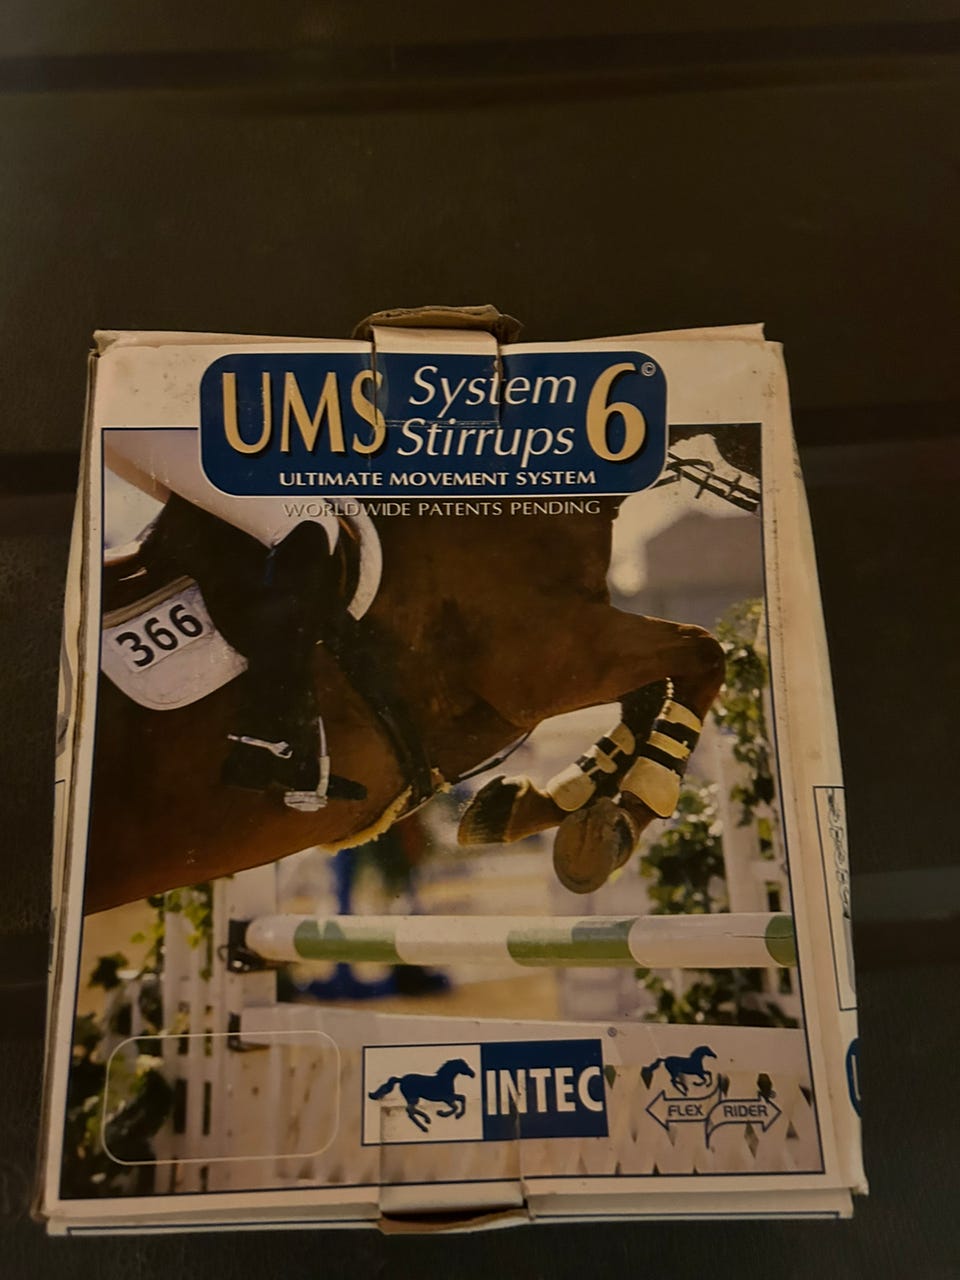 UMS System Stirrups 6©
ULTIMATE MOVEMENT SYSTEM
WORLDWIDE PATENTS PENDING
366
INTEC®
FLEX RIDER